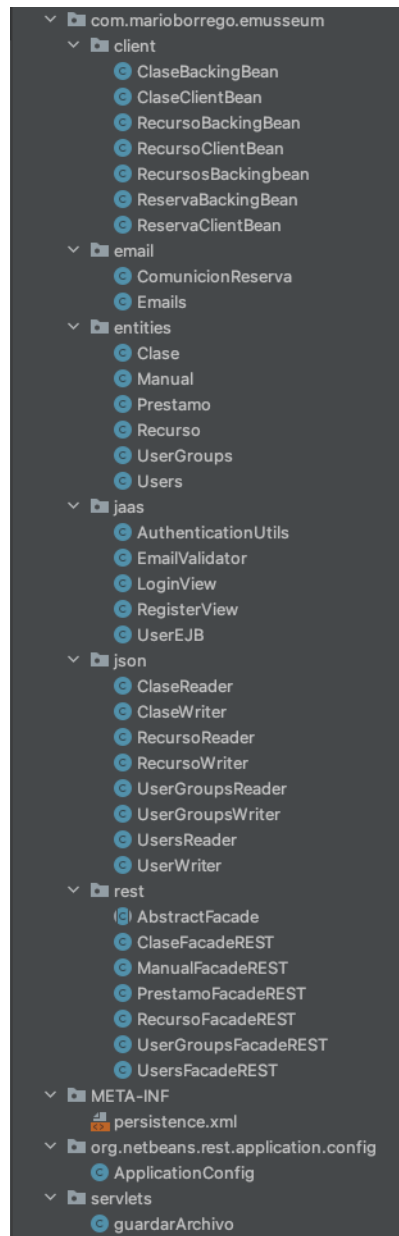 com.marioborrego.emusseum
client
ClaseBackingBean
ClaseClientBean
RecursoBackingBean
RecursoClientBean
RecursosBackingbean
ReservaBackingBean
ReservaClientBean
email
ComunicionReserva
Emails
entities
Clase
Manual
Prestamo
Recurso
UserGroups
Users
jaas
AuthenticationUtils
EmailValidator
LoginView
RegisterView
UserEJB
json
ClaseReader
ClaseWriter
RecursoReader
RecursoWriter
UserGroupsReader
UserGroupsWriter
UsersReader
UserWriter
rest
AbstractFacade
ClaseFacadeREST
ManualFacadeREST
PrestamoFacadeREST
RecursoFacadeREST
UserGroupsFacadeREST
UsersFacadeREST
META-INF
persistence.xml
org.netbeans.rest.application.config
ApplicationConfig
servlets
guardarArchivo